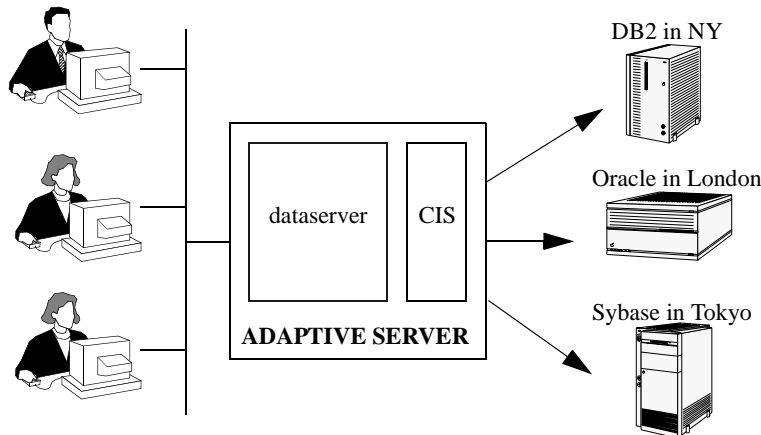 DB2 in NY
Oracle in London
dataserver
CIS
Sybase in Tokyo
ADAPTIVE SERVER